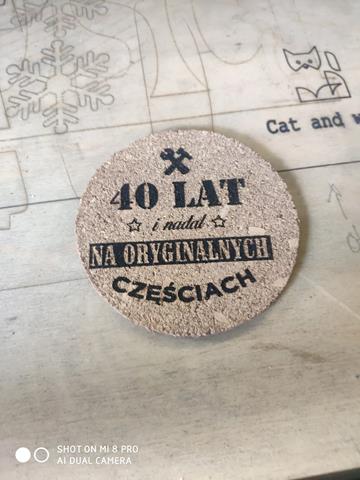 Cat and w
40 LAT
i nadal
NA ORYGINALNYCH
CZĘŚCIACH
SHOT ON MI 8 PRO
AI DUAL CAMERA